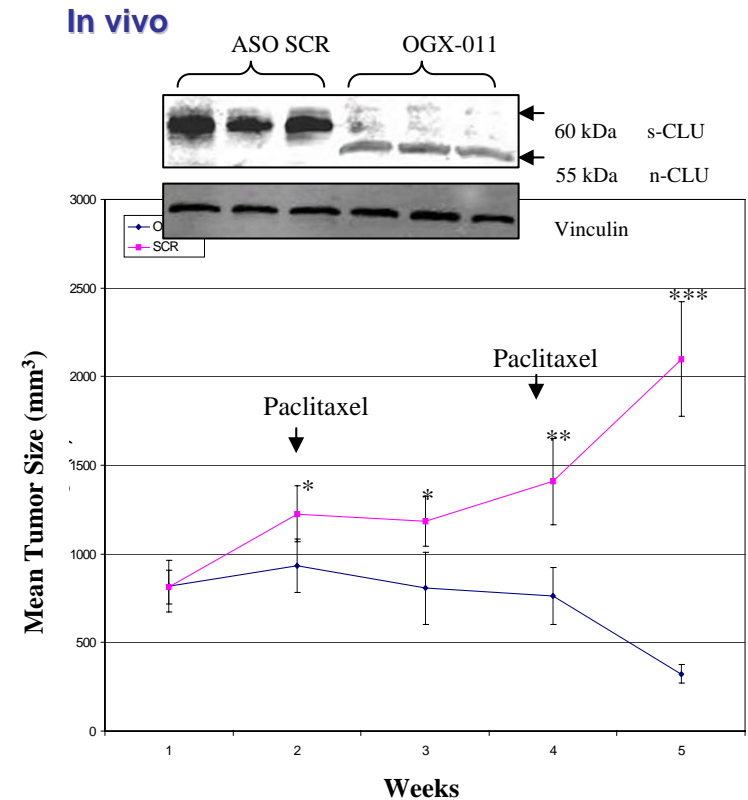 In vivo
ASO SCR OGX-011
60 kDa s-CLU
55 kDa n-CLU
Vinculin
O
SCR
3000
2500
2000
1500
1000
500
0
Mean Tumor Size (mm³)
Paclitaxel
Paclitaxel
*
*
**
***
1 2 3 4 5
Weeks